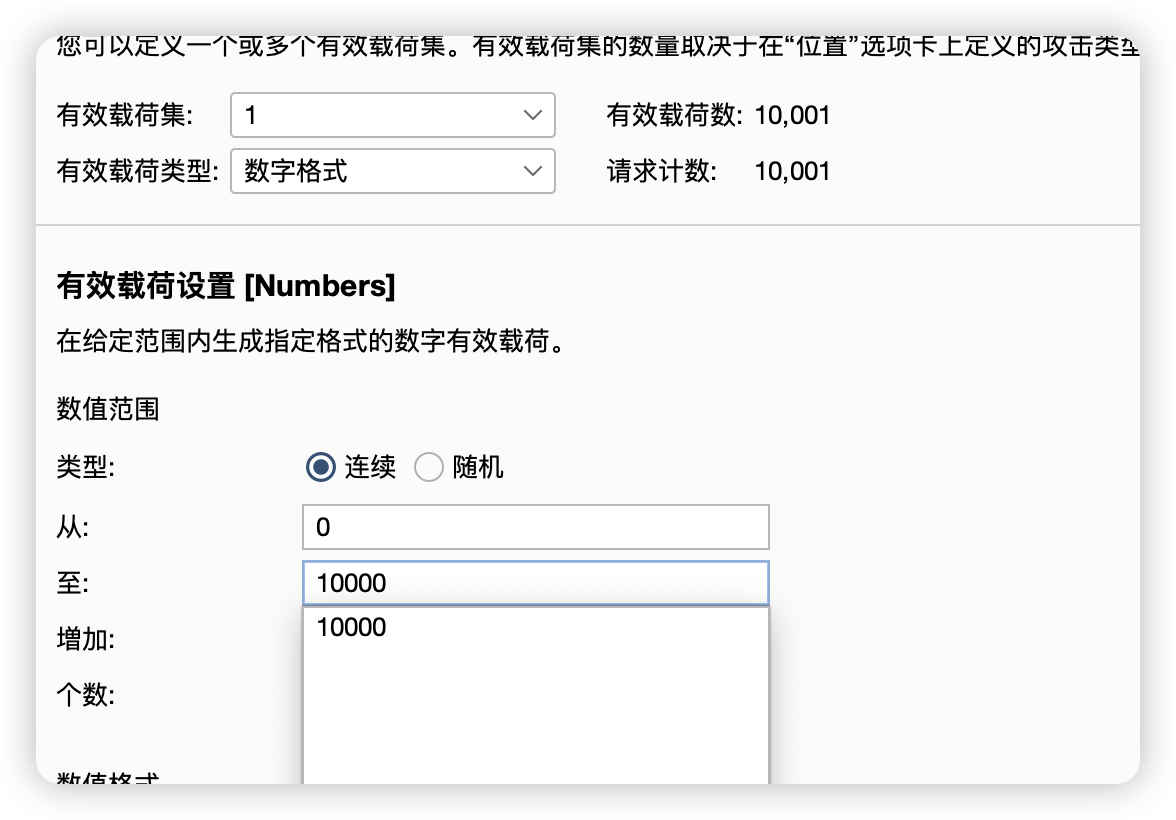 您可以定义一个或多个有效载荷集。有效载荷集的数量取决于在“位置”选项卡上定义的攻击类型
有效载荷集: 1 有效载荷数: 10,001
有效载荷类型: 数字格式 请求计数: 10,001
有效载荷设置 [Numbers]
在给定范围内生成指定格式的数字有效载荷。
数值范围
类型: 连续 随机
从: 0
至: 10000
10000
增加:
个数:
数值格式